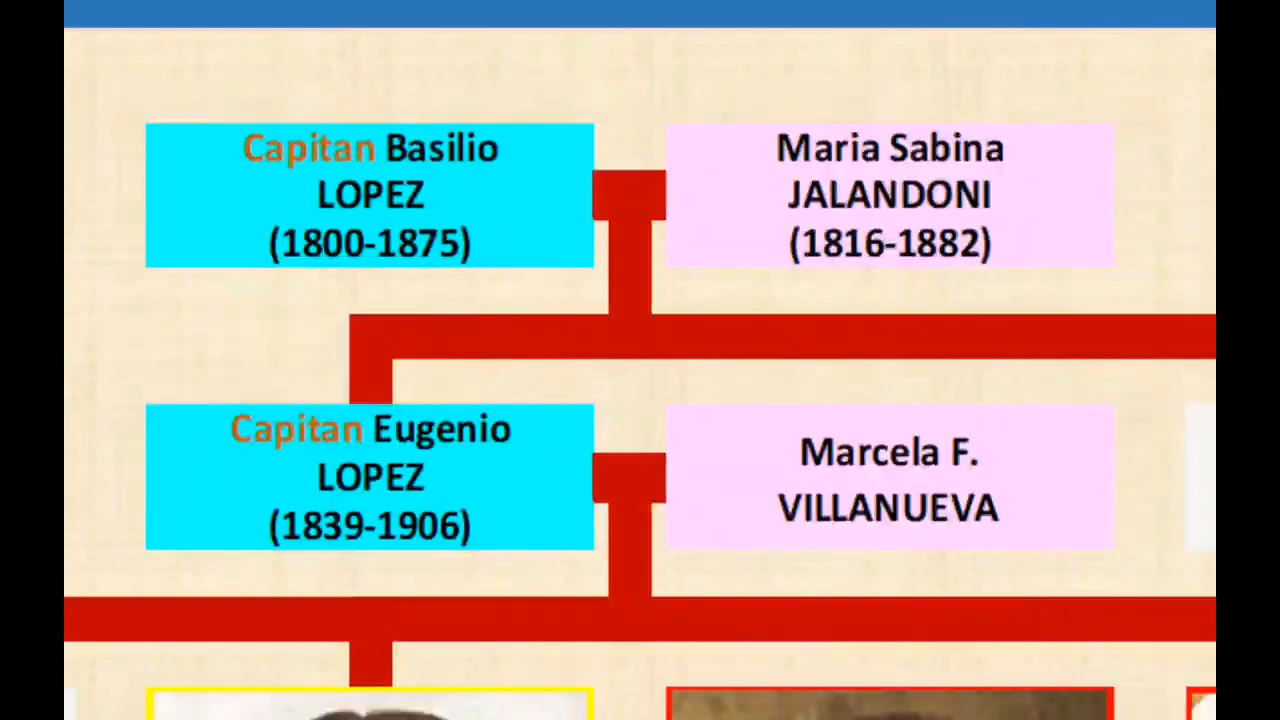 Capitan Basilio
LOPEZ
(1800-1875)
Maria Sabina
JALANDONI
(1816-1882)
Capitan Eugenio
LOPEZ
(1839-1906)
Marcela F.
VILLANUEVA